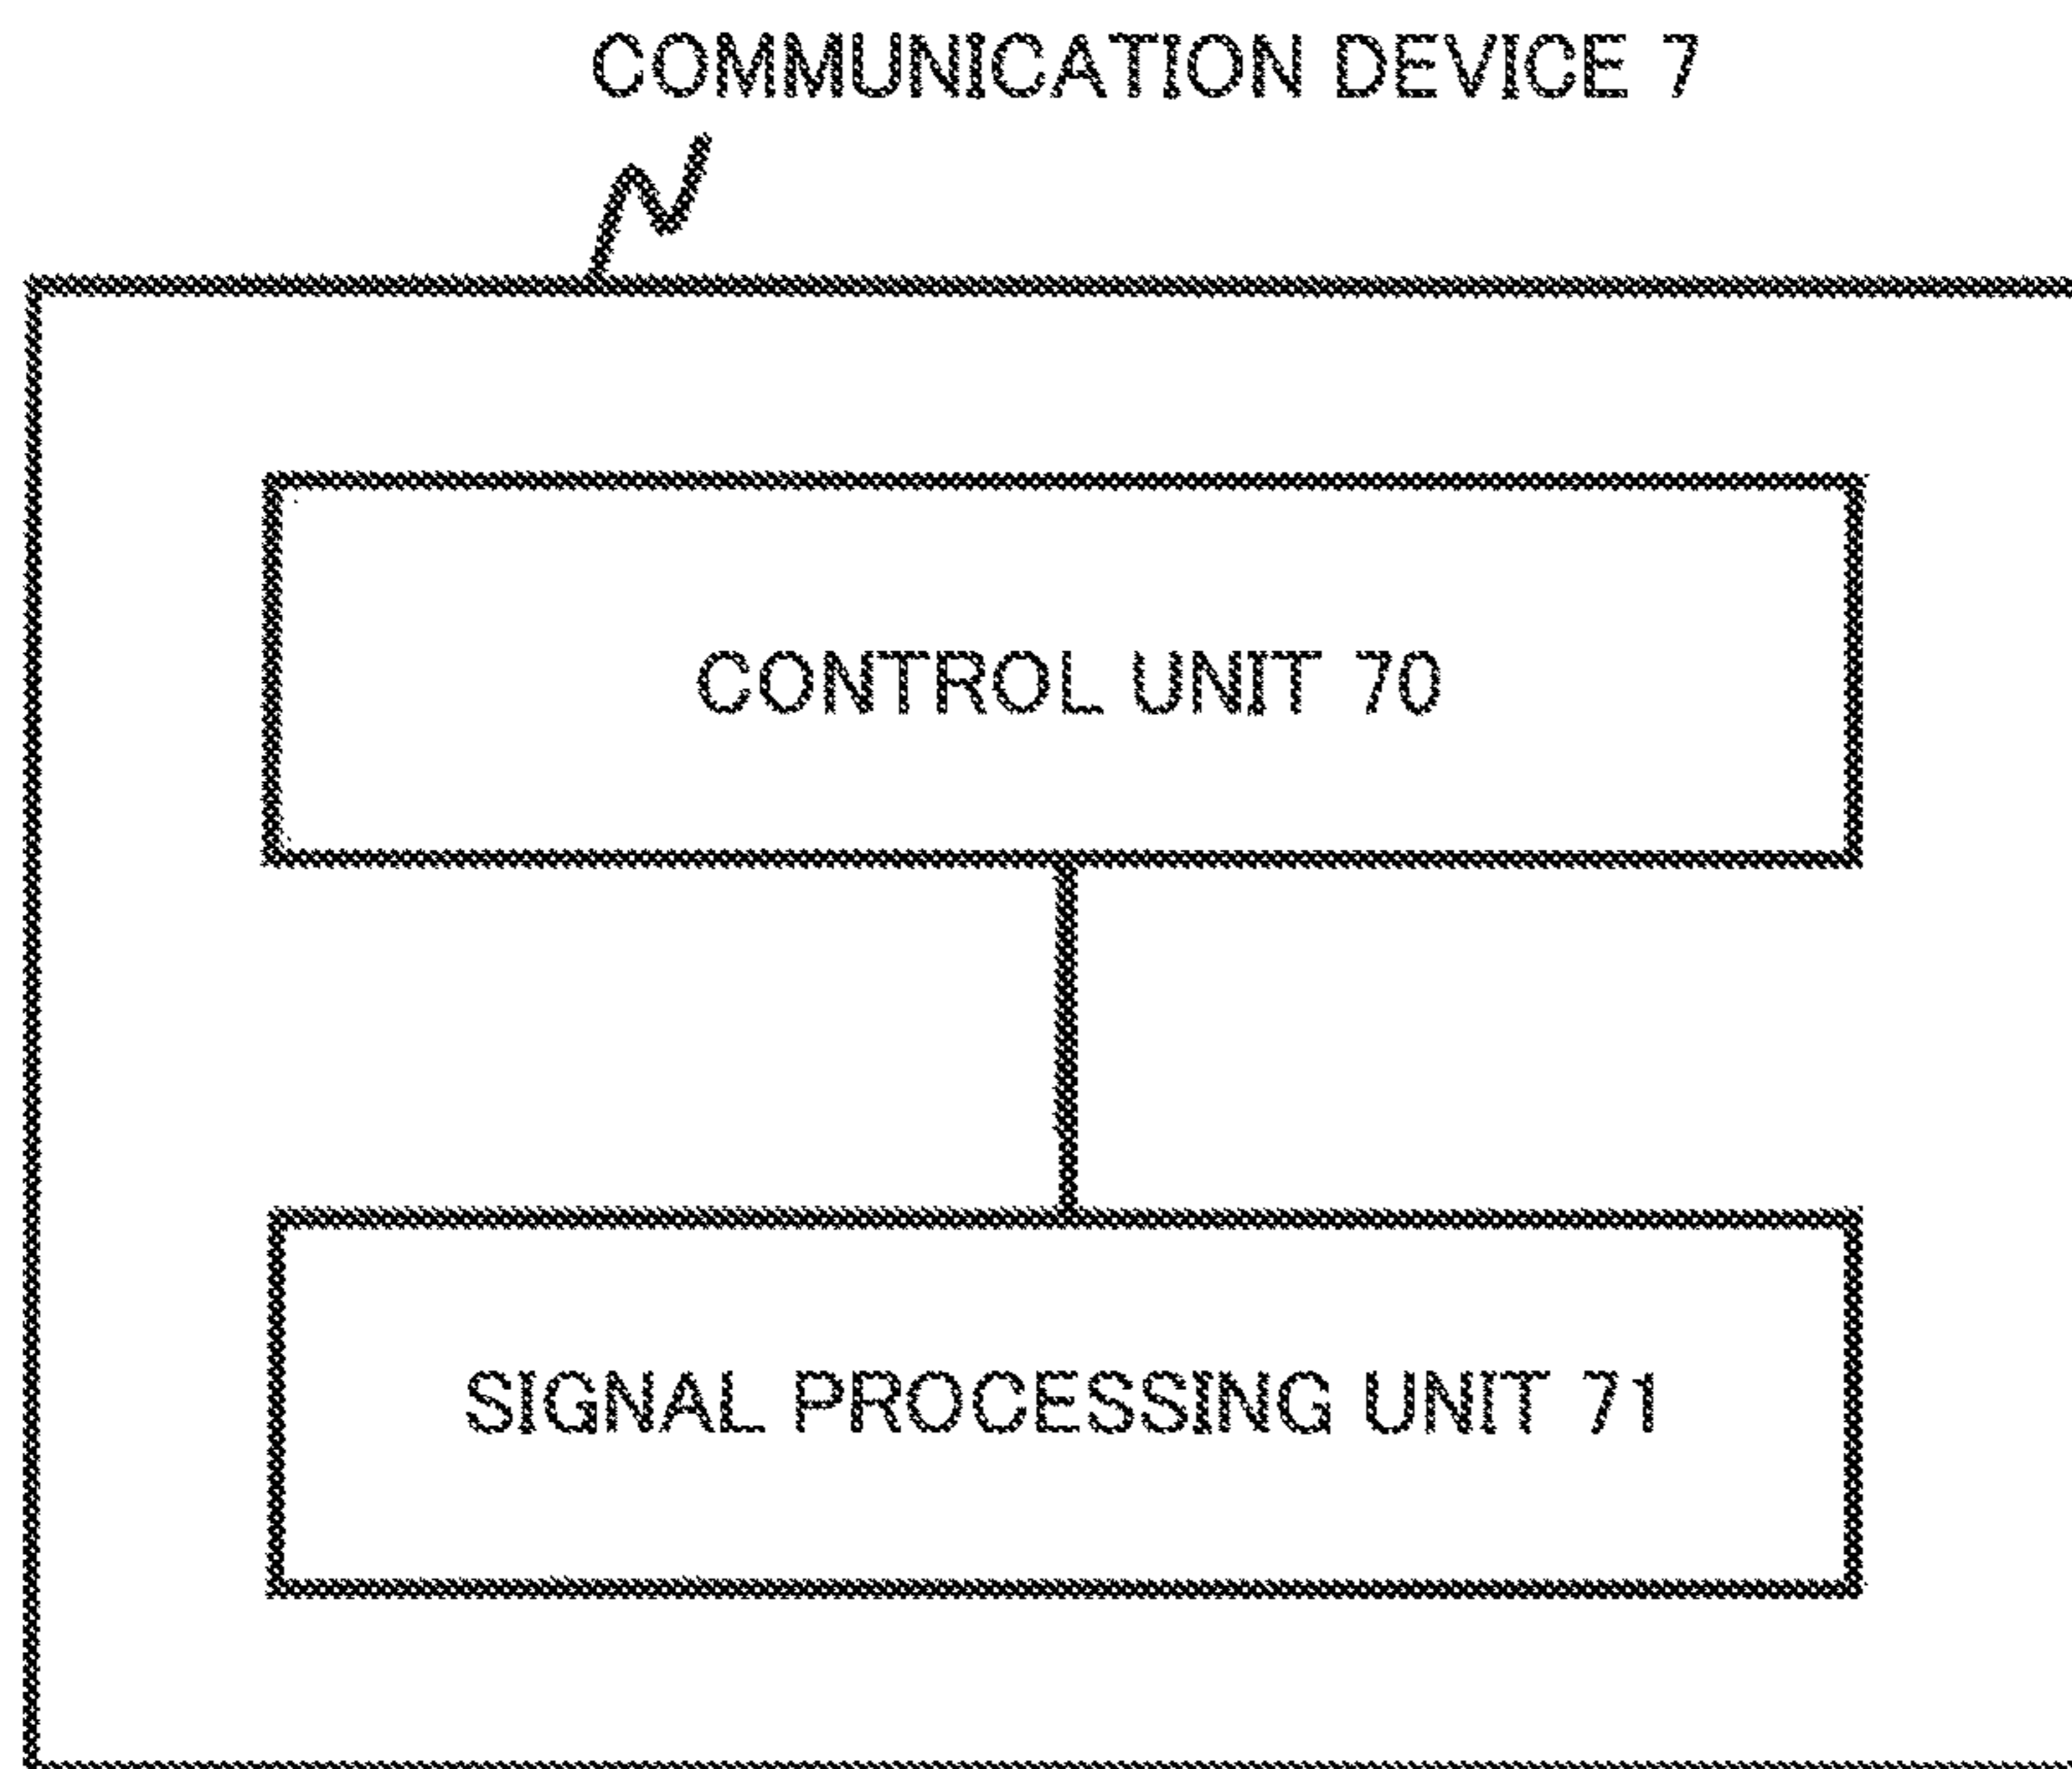 COMMUNICATION DEVICE 7
CONTROL UNIT 70
SIGNAL PROCESSING UNIT 71